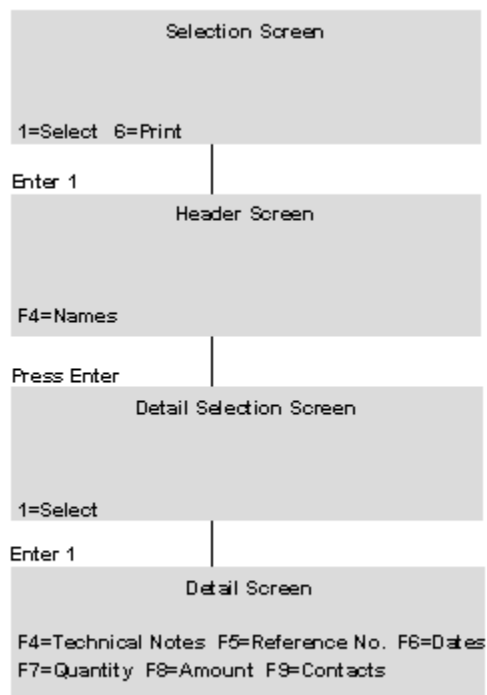 Selection Screen
1=Select 6=Print
Enter 1
Header Screen
F4=Names
Press Enter
Detail Selection Screen
1=Select
Enter 1
Detail Screen
F4=Technical Notes F5=Reference No. F6=Dates
F7=Quantity F8=Amount F9=Contacts